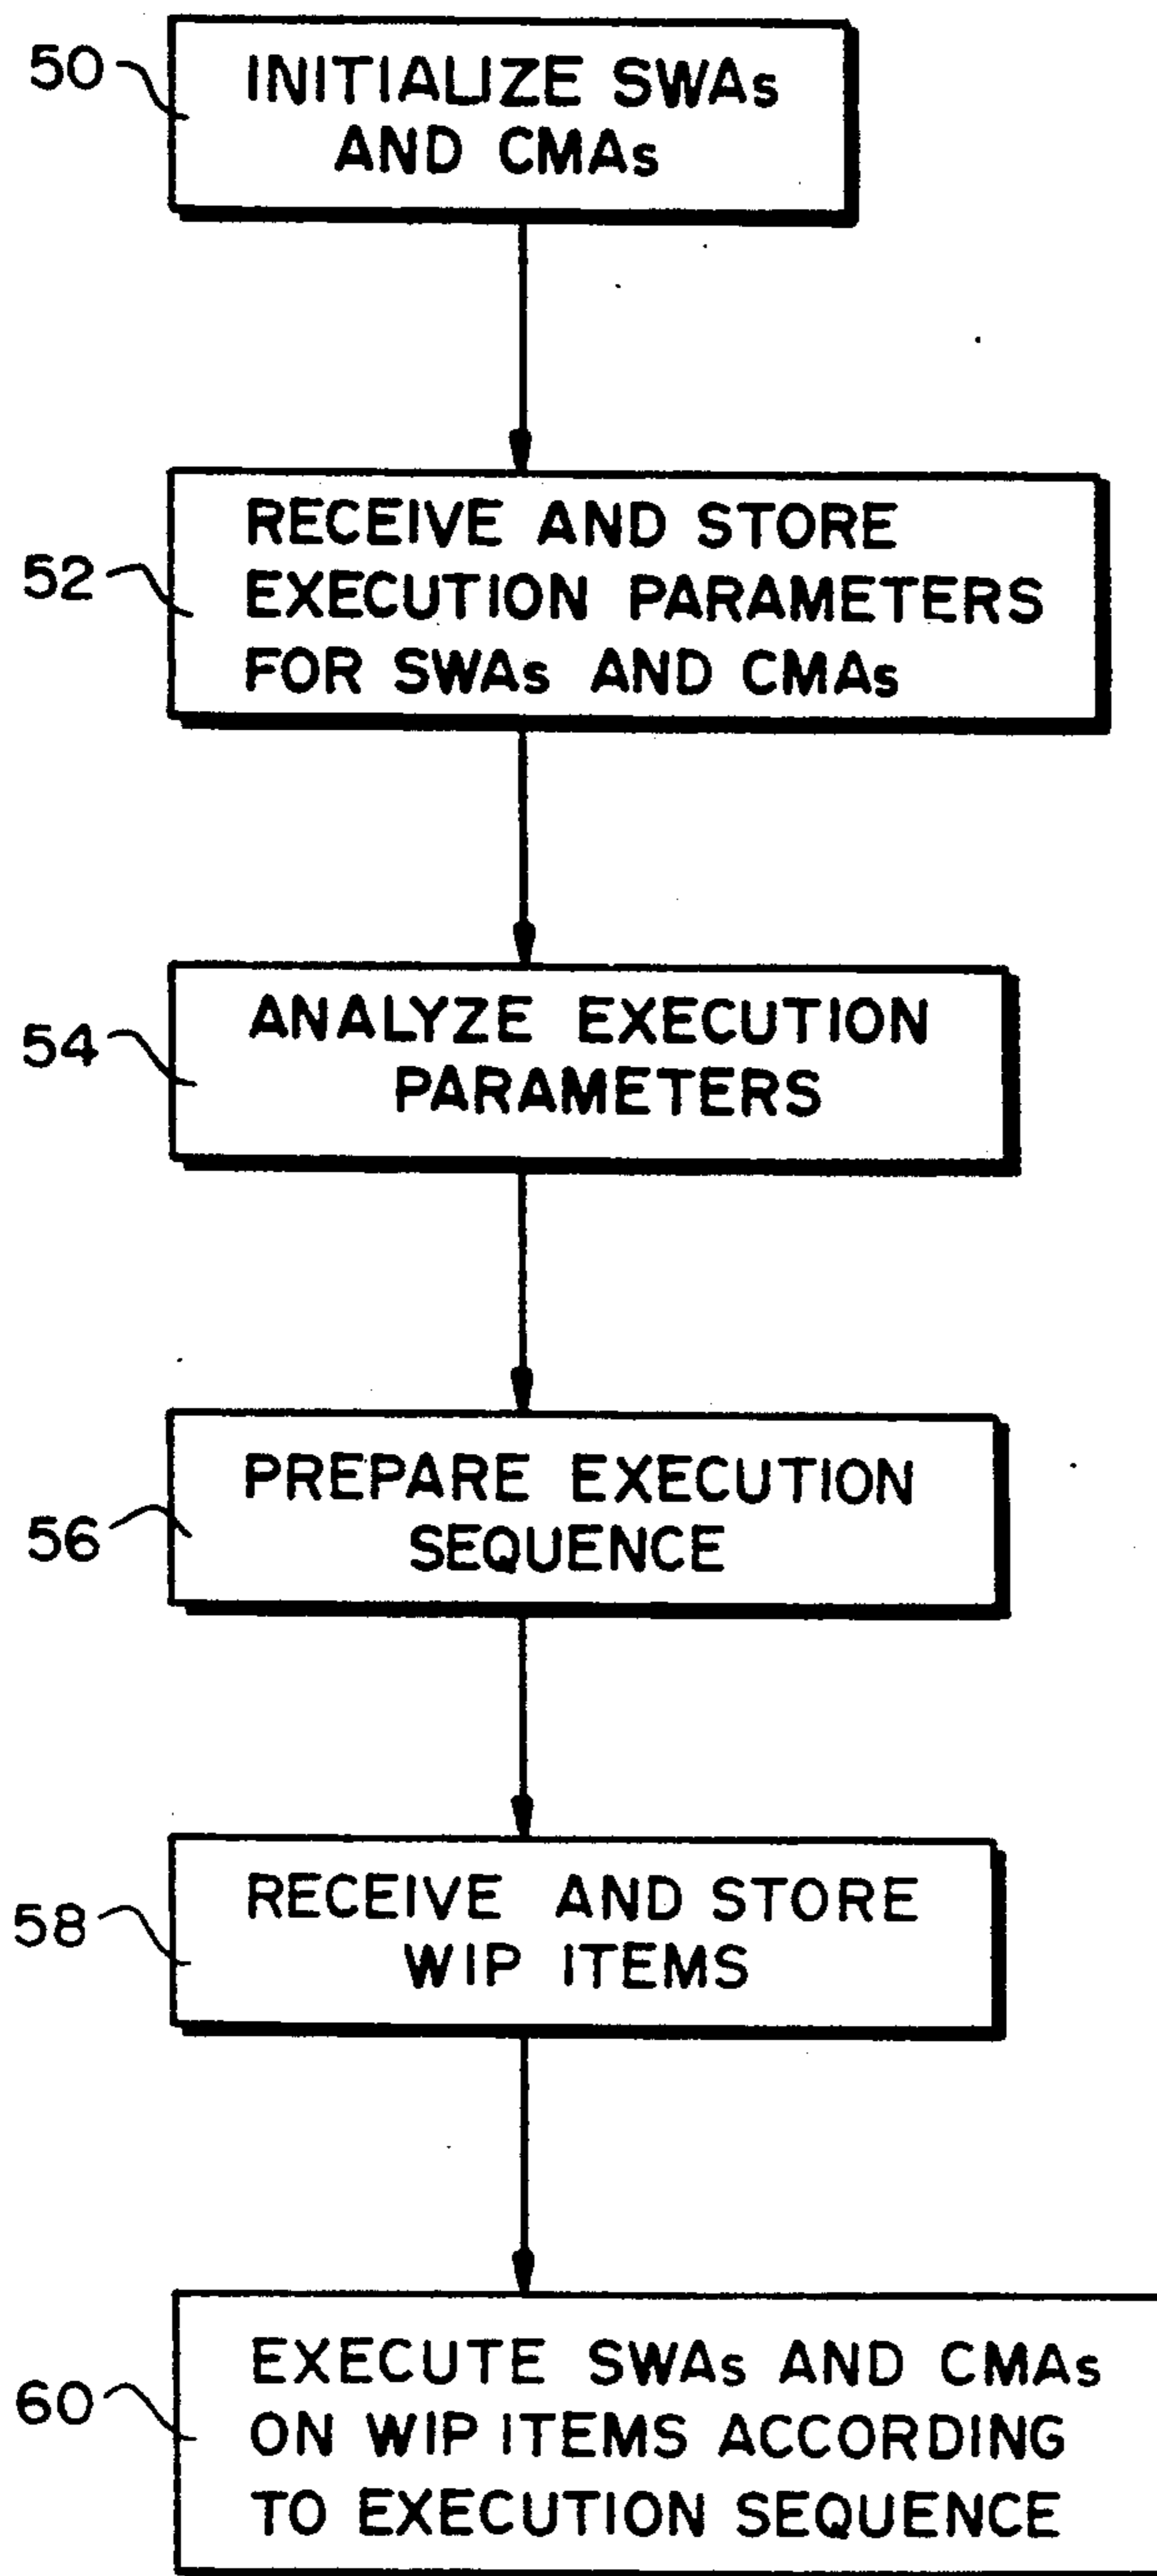 50
INITIALIZE SWAs
AND CMAs
52
RECEIVE AND STORE
EXECUTION PARAMETERS
FOR SWAs AND CMAs
54
ANALYZE EXECUTION
PARAMETERS
56
PREPARE EXECUTION
SEQUENCE
58
RECEIVE AND STORE
WIP ITEMS
60
EXECUTE SWAs AND CMAs
ON WIP ITEMS ACCORDING
TO EXECUTION SEQUENCE